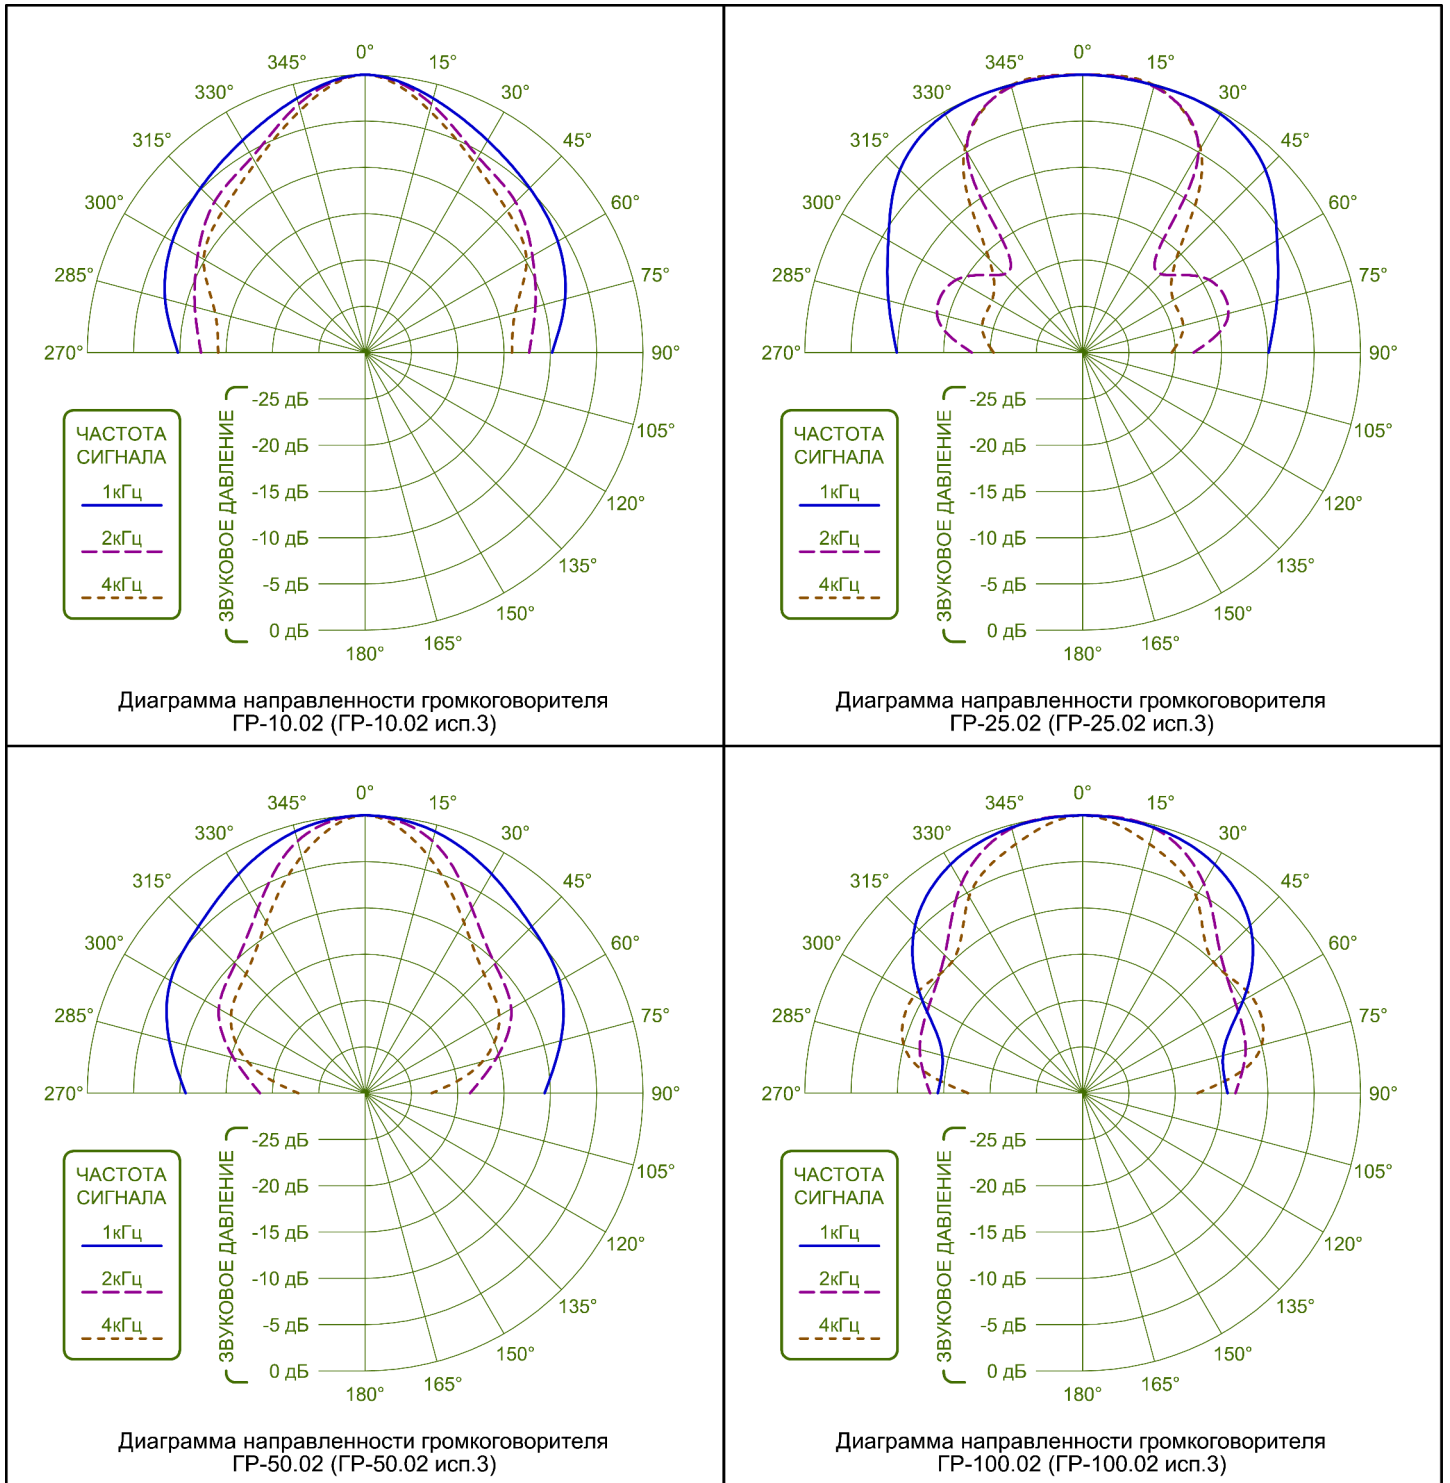 0°
345°
15°
330°
30°
315°
45°
300°
60°
285°
75°
270°
90°
105°
120°
135°
150°
165°
180°
ЧАСТОТА
СИГНАЛА
1кГц
2кГц
4кГц
ЗВУКОВОЕ ДАВЛЕНИЕ
-25 дБ
-20 дБ
-15 дБ
-10 дБ
-5 дБ
0 дБ
Диаграмма направленности громкоговорителя
ГР-10.02 (ГР-10.02 исп.3)
0°
345°
15°
330°
30°
315°
45°
300°
60°
285°
75°
270°
90°
105°
120°
135°
150°
165°
180°
ЧАСТОТА
СИГНАЛА
1кГц
2кГц
4кГц
ЗВУКОВОЕ ДАВЛЕНИЕ
-25 дБ
-20 дБ
-15 дБ
-10 дБ
-5 дБ
0 дБ
Диаграмма направленности громкоговорителя
ГР-25.02 (ГР-25.02 исп.3)
0°
345°
15°
330°
30°
315°
45°
300°
60°
285°
75°
270°
90°
105°
120°
135°
150°
165°
180°
ЧАСТОТА
СИГНАЛА
1кГц
2кГц
4кГц
ЗВУКОВОЕ ДАВЛЕНИЕ
-25 дБ
-20 дБ
-15 дБ
-10 дБ
-5 дБ
0 дБ
Диаграмма направленности громкоговорителя
ГР-50.02 (ГР-50.02 исп.3)
0°
345°
15°
330°
30°
315°
45°
300°
60°
285°
75°
270°
90°
105°
120°
135°
150°
165°
180°
ЧАСТОТА
СИГНАЛА
1кГц
2кГц
4кГц
ЗВУКОВОЕ ДАВЛЕНИЕ
-25 дБ
-20 дБ
-15 дБ
-10 дБ
-5 дБ
0 дБ
Диаграмма направленности громкоговорителя
ГР-100.02 (ГР-100.02 исп.3)